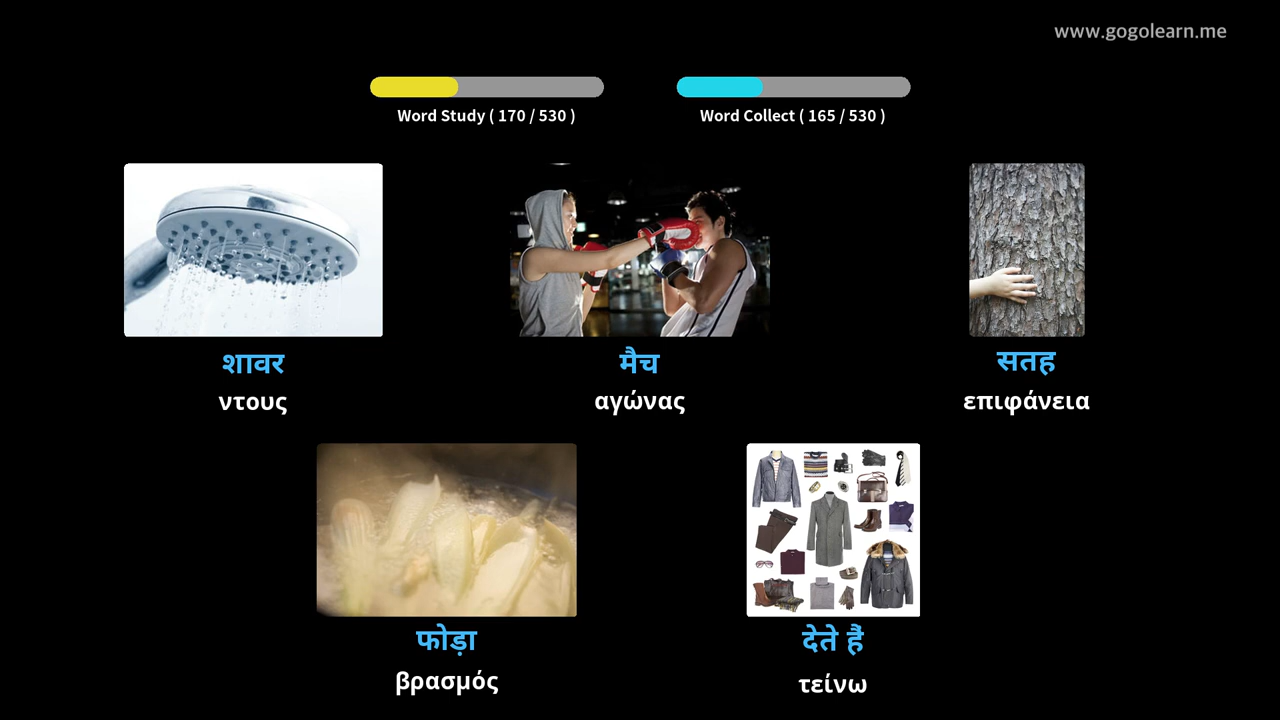 www.gogolearn.me
Word Study ( 170 / 530 )
Word Collect ( 165 / 530 )
शावर
ντους
मैच
αγώνας
सतह
επιφάνεια
फोड़ा
βρασμός
देते हैं
τείνω